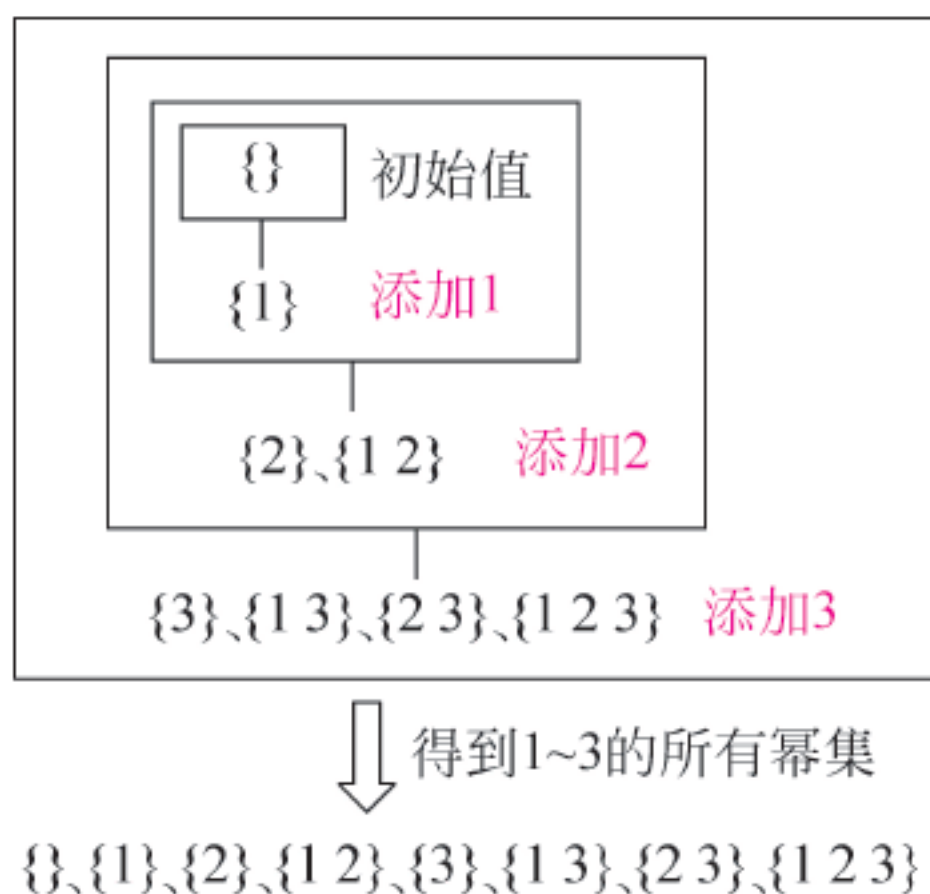 {} 初始值
{1} 添加1
{2}、{1 2} 添加2
{3}、{1 3}、{2 3}、{1 2 3} 添加3
得到1~3的所有幂集
{}、{1}、{2}、{1 2}、{3}、{1 3}、{2 3}、{1 2 3}